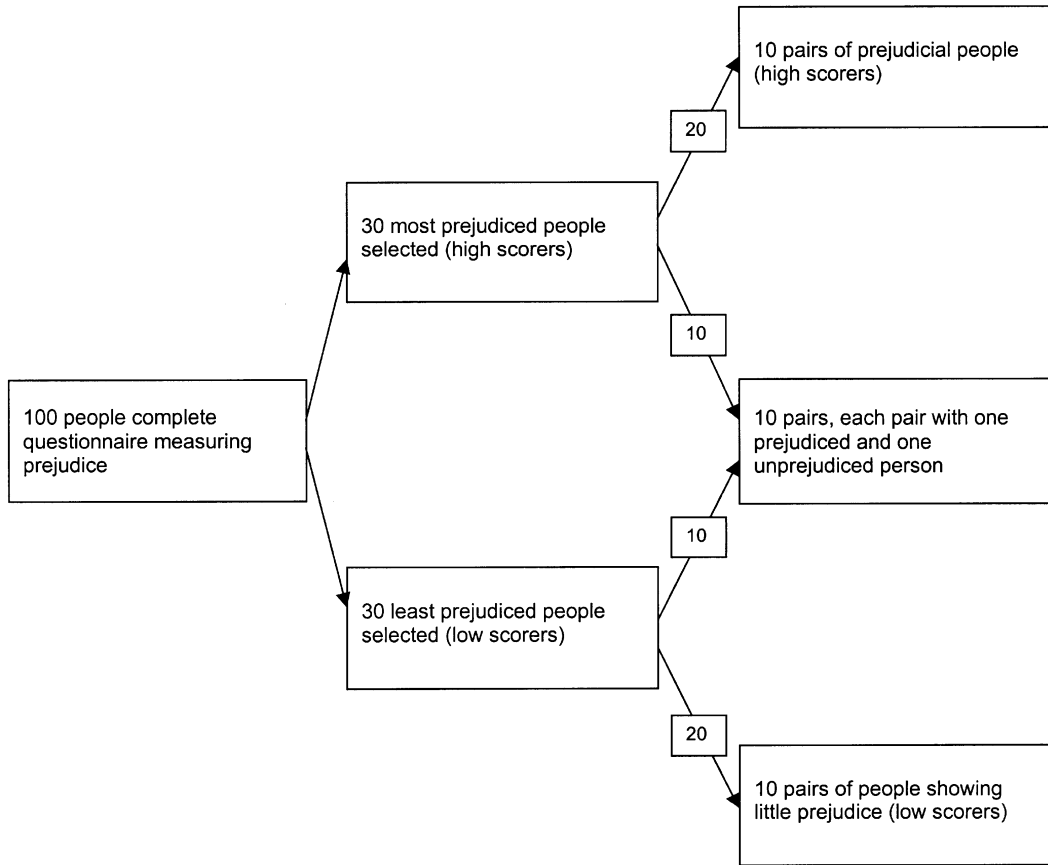 100 people complete
questionnaire measuring
prejudice
30 most prejudiced people
selected (high scorers)
30 least prejudiced people
selected (low scorers)
20
10
10
20
10 pairs of prejudicial people
(high scorers)
10 pairs, each pair with one
prejudiced and one
unprejudiced person
10 pairs of people showing
little prejudice (low scorers)